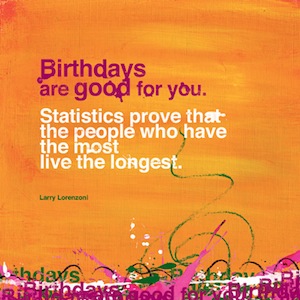 Birthdays
are good for you.
Statistics prove that
the people who have
the most
live the longest.
Larry Lorenzoni